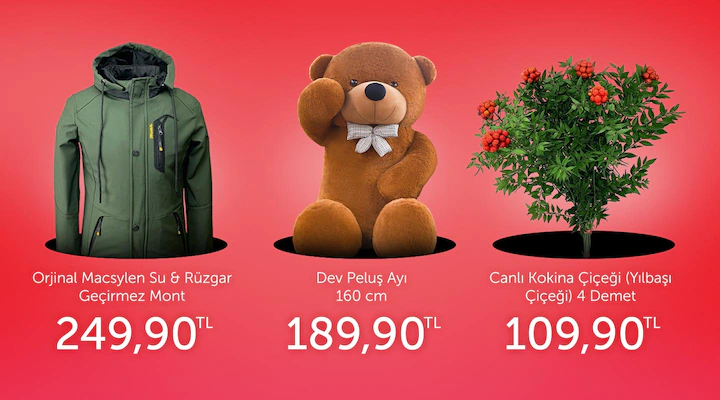 Orjinal Macsylen Su & Rüzgar
Geçirmez Mont
249,90TL
Dev Peluş Ayı
160 cm
189,90TL
Canlı Kokina Çiçeği (Yılbaşı
Çiçeği) 4 Demet
109,90TL